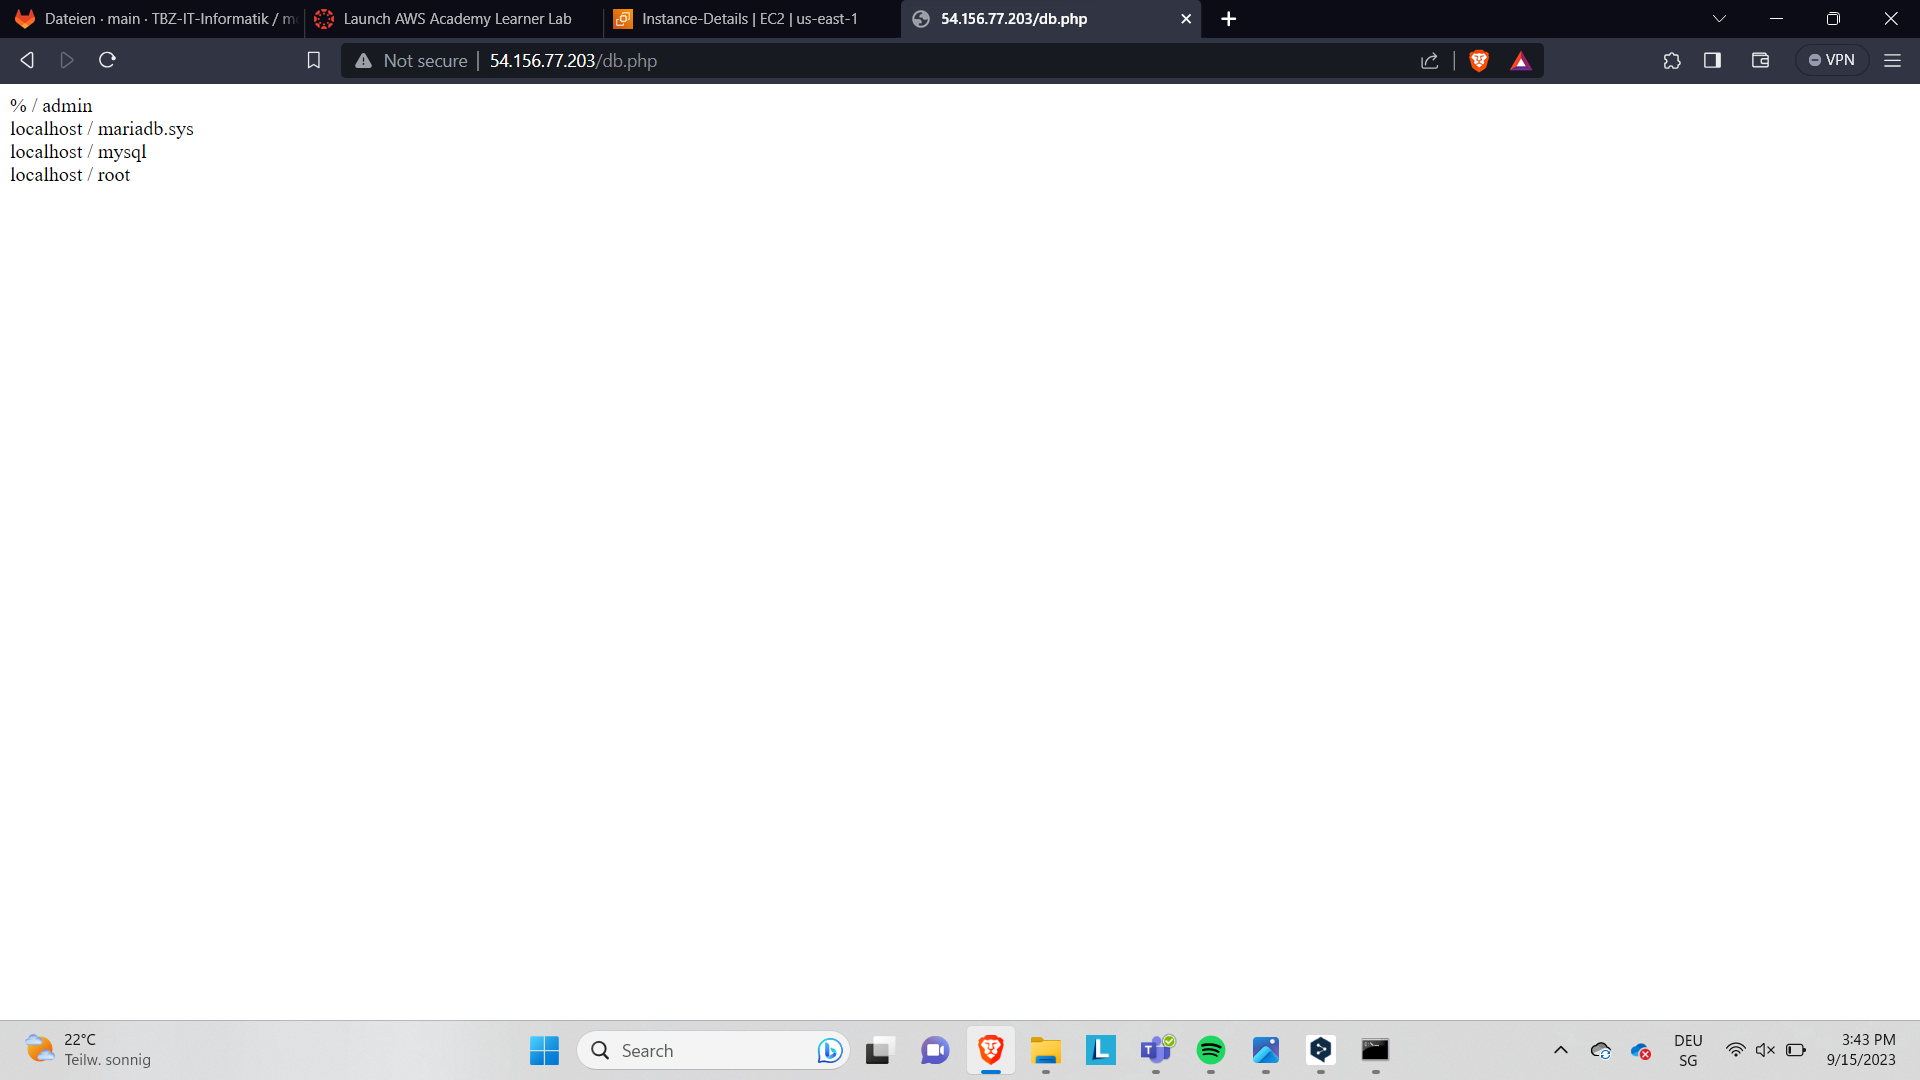 Dateien · main · TBZ-IT-Informatik /
Launch AWS Academy Learner Lab
Instance-Details | EC2 | us-east-1
54.156.77.203/db.php
Not secure
54.156.77.203/db.php
VPN
% / admin
localhost / mariadb.sys
localhost / mysql
localhost / root
22°C
Teilw. sonnig
Search
DEU
SG
3:43 PM
9/15/2023